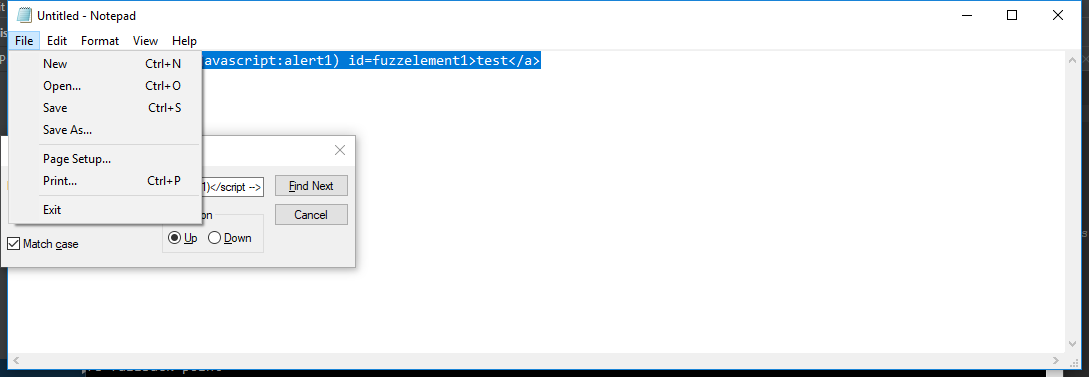 Untitled - Notepad
File Edit Format View Help
avascript:alert1) id=fuzzelement1>test</a>
New Ctrl+N
Open... Ctrl+O
Save Ctrl+S
Save As...
Page Setup...
Print... Ctrl+P
Exit
1)</script -->
Find Next
Cancel
Up Down
Match case